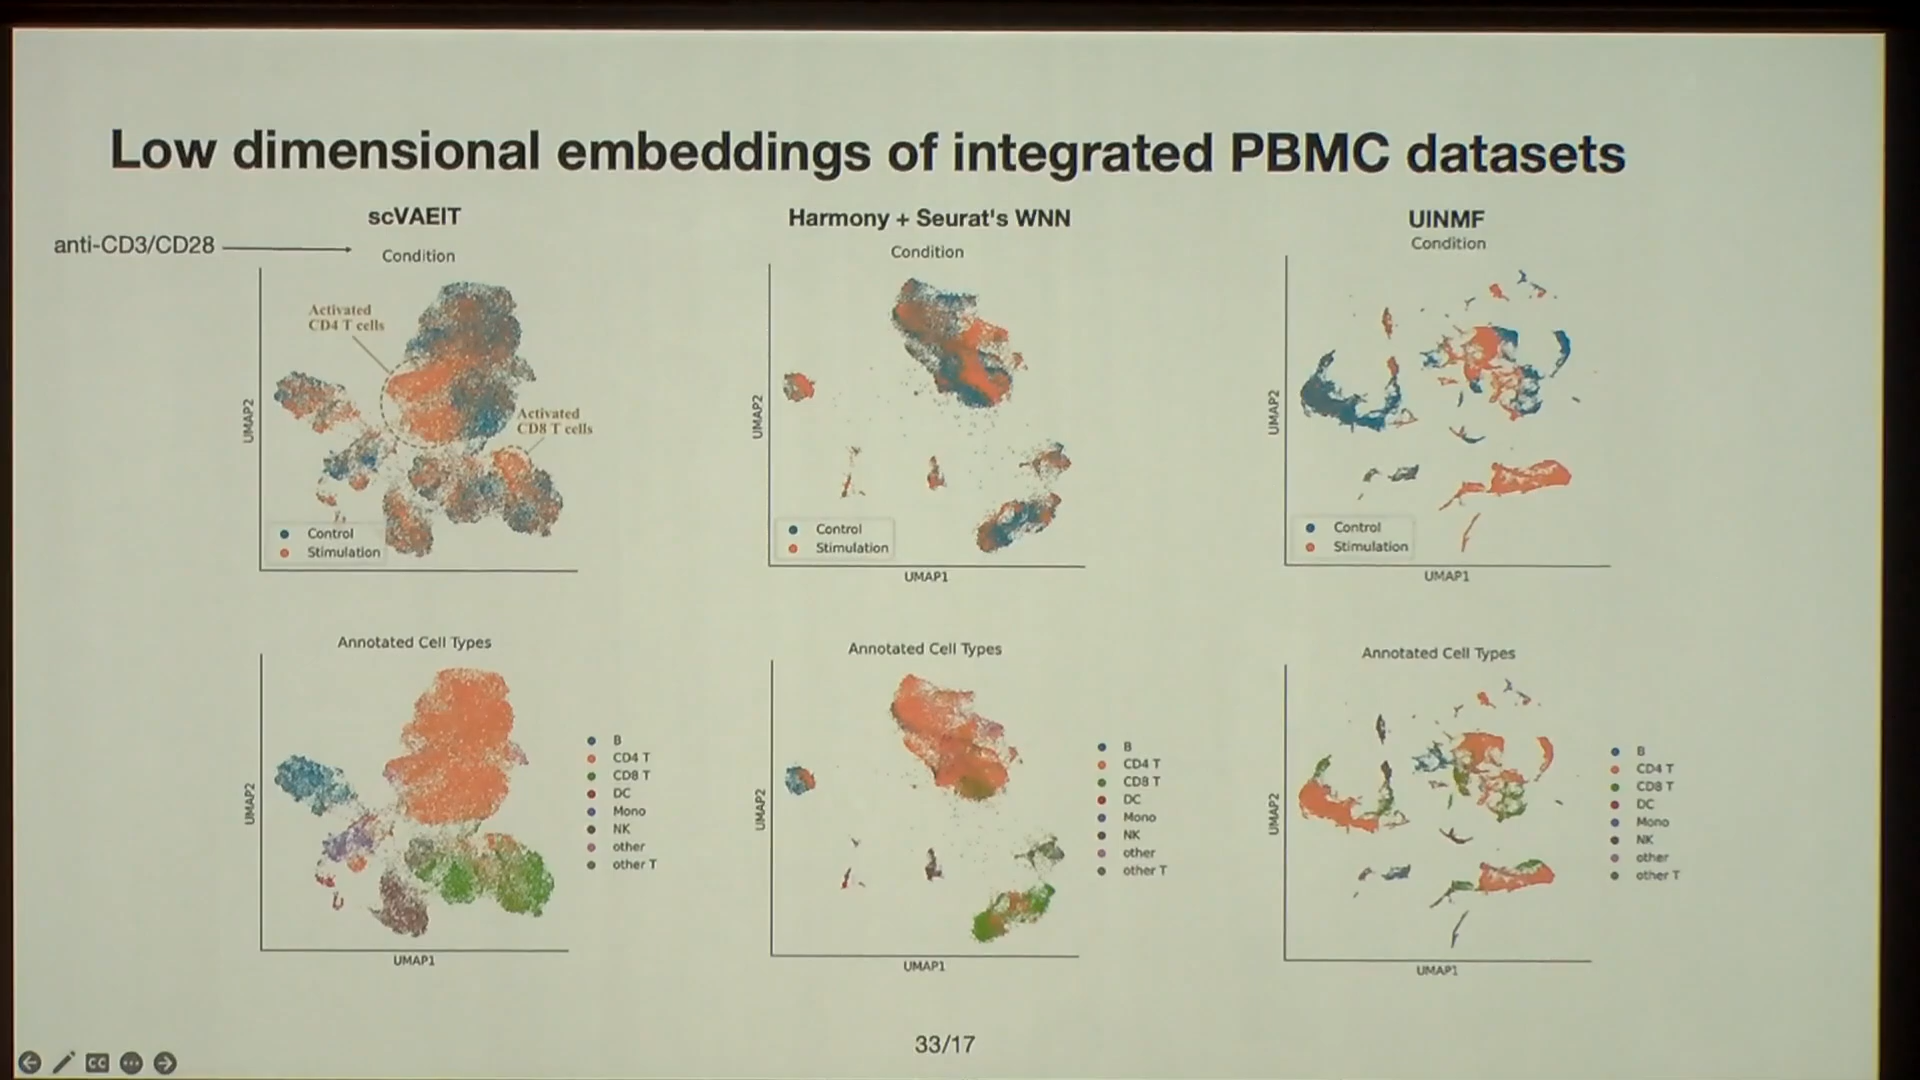 Low dimensional embeddings of integrated PBMC datasets
scVAEIT
anti-CD3/CD28
Condition
Activated
CD4 T cells
Activated
CD8 T cells
UMAP2
Control
Stimulation
Harmony + Seurat's WNN
Condition
UMAP2
Control
Stimulation
UMAP1
UINMF
Condition
UMAP2
Control
Stimulation
UMAP1
Annotated Cell Types
UMAP2
B
CD4 T
CD8 T
DC
Mono
NK
other
other T
UMAP1
Annotated Cell Types
UMAP2
B
CD4 T
CD8 T
DC
Mono
NK
other
other T
UMAP1
Annotated Cell Types
UMAP2
B
CD4 T
CD8 T
DC
Mono
NK
other
other T
UMAP1
33/17
CC